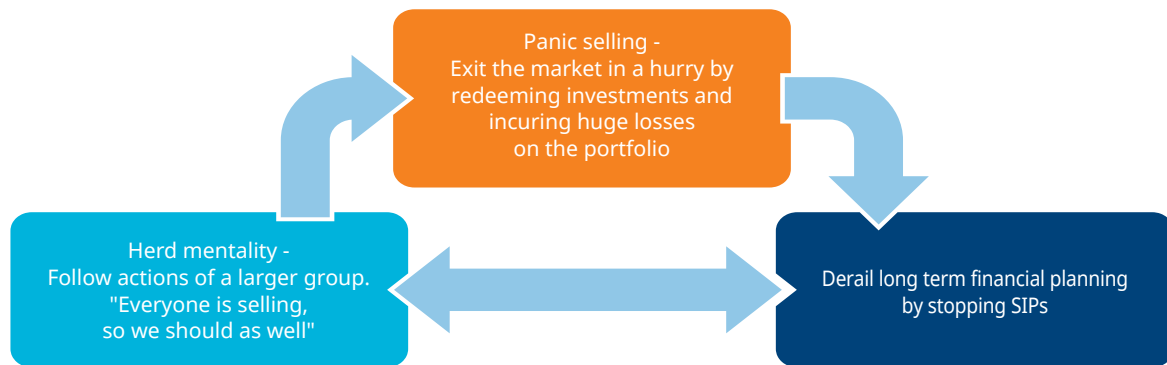 Panic selling -
Exit the market in a hurry by
redeeming investments and
incuring huge losses
on the portfolio
Herd mentality -
Follow actions of a larger group.
"Everyone is selling,
so we should as well"
Derail long term financial planning
by stopping SIPs